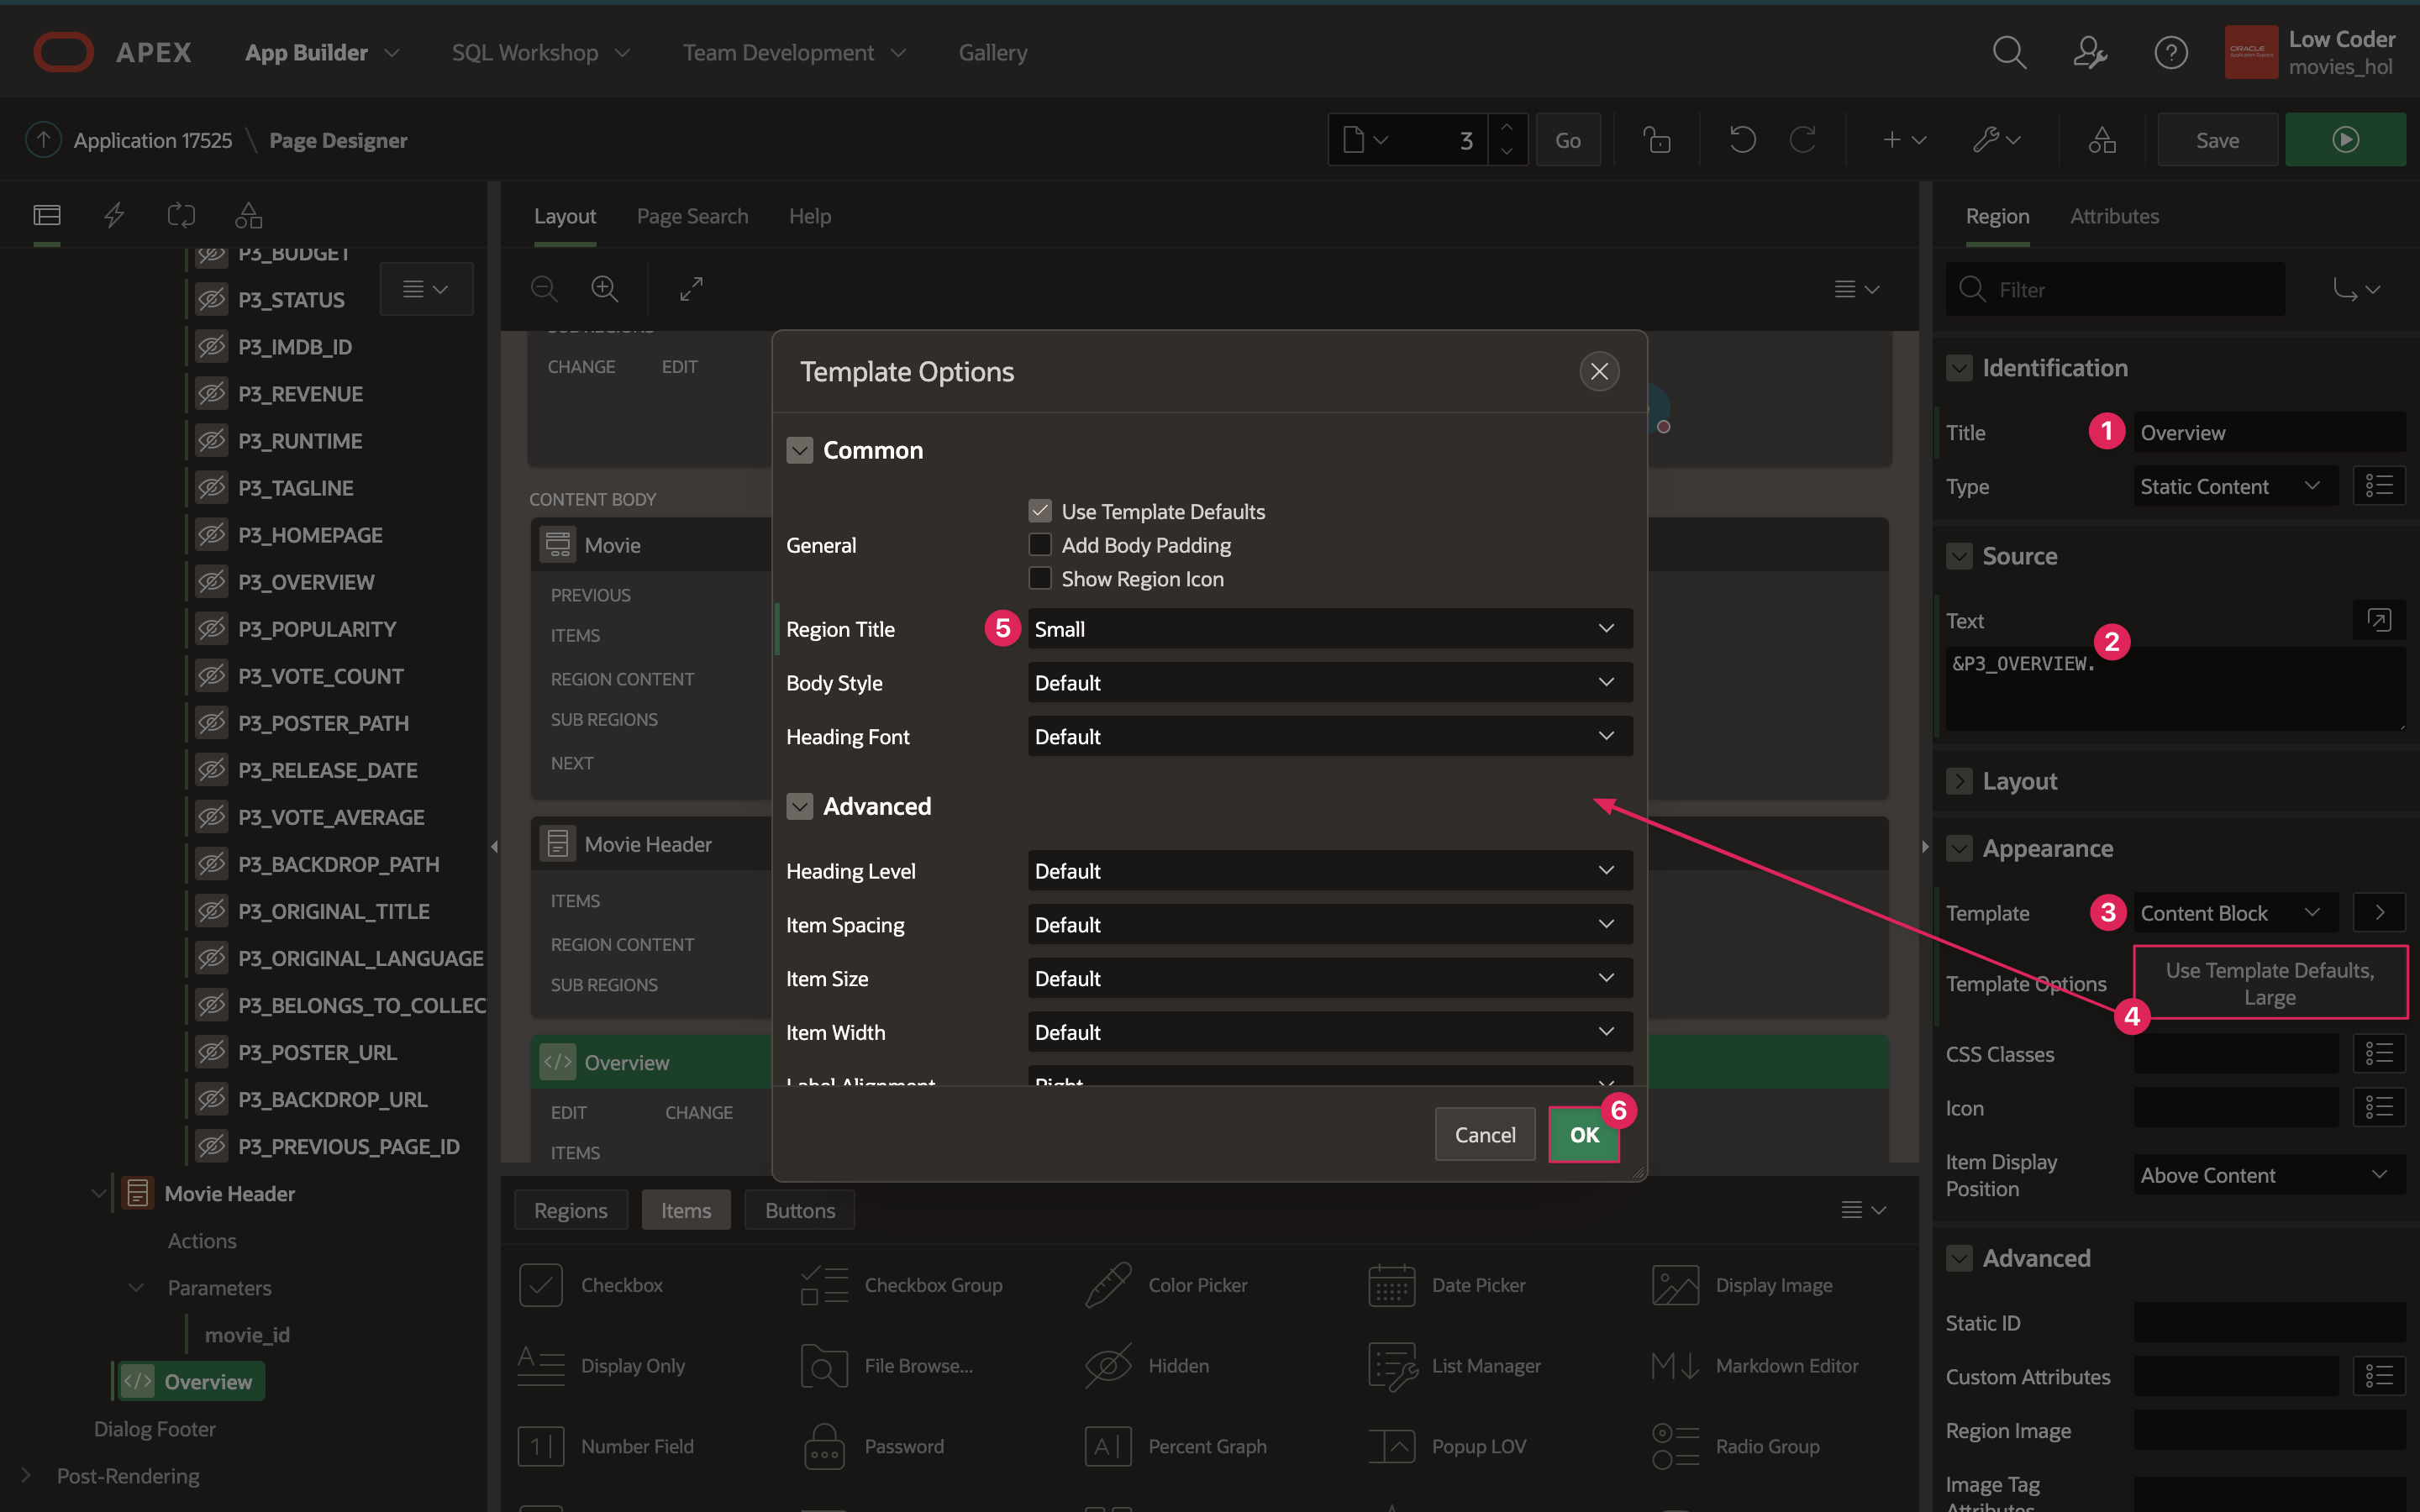 APEX
App Builder
SQL Workshop
Team Development
Gallery
ORACLE
Low Coder
movies_hol
Application 17525 \ Page Designer
3
Go
Save
P3_BUDGET
P3_STATUS
P3_IMDB_ID
P3_REVENUE
P3_RUNTIME
P3_TAGLINE
P3_HOMEPAGE
P3_OVERVIEW
P3_POPULARITY
P3_VOTE_COUNT
P3_POSTER_PATH
P3_RELEASE_DATE
P3_VOTE_AVERAGE
P3_BACKDROP_PATH
P3_ORIGINAL_TITLE
P3_ORIGINAL_LANGUAGE
P3_BELONGS_TO_COLLEC
P3_POSTER_URL
P3_BACKDROP_URL
P3_PREVIOUS_PAGE_ID
Movie Header
Actions
Parameters
movie_id
</> Overview
Dialog Footer
Post-Rendering
Layout
Page Search
Help
SUB REGIONS
CHANGE
EDIT
CONTENT BODY
Movie
PREVIOUS
ITEMS
REGION CONTENT
SUB REGIONS
NEXT
Movie Header
ITEMS
REGION CONTENT
SUB REGIONS
</> Overview
EDIT
CHANGE
ITEMS
Template Options
Common
General
Use Template Defaults
Add Body Padding
Show Region Icon
Region Title
5
Small
Body Style
Default
Heading Font
Default
Advanced
Heading Level
Default
Item Spacing
Default
Item Size
Default
Item Width
Default
Label Alignment
Right
Cancel
OK
6
Regions
Items
Buttons
Checkbox
Checkbox Group
Color Picker
Date Picker
Display Image
Display Only
File Browse...
Hidden
List Manager
Markdown Editor
Number Field
Password
Percent Graph
Popup LOV
Radio Group
Region
Attributes
Filter
Identification
Title
1
Overview
Type
Static Content
Source
Text
2
&P3_OVERVIEW.
Layout
Appearance
Template
3
Content Block
Template Options
Use Template Defaults,
Large
4
CSS Classes
Icon
Item Display
Position
Above Content
Advanced
Static ID
Custom Attributes
Region Image
Image Tag
Attributes